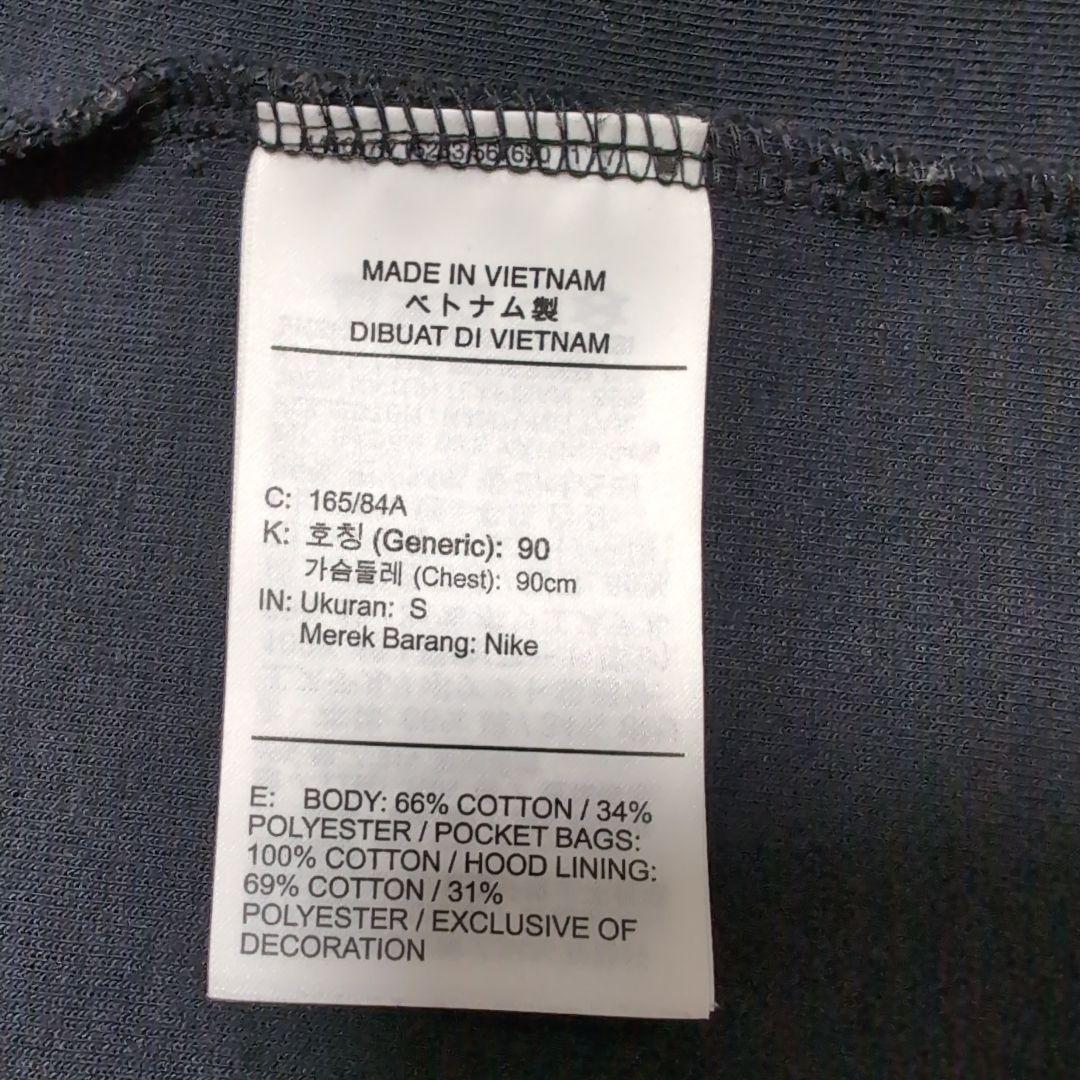 MADE IN VIETNAM
ベトナム製
DIBUAT DI VIETNAM
C: 165/84A
K: 호칭 (Generic): 90
가슴둘레 (Chest): 90cm
IN: Ukuran: S
Merek Barang: Nike
E: BODY: 66% COTTON / 34%
POLYESTER / POCKET BAGS:
100% COTTON / HOOD LINING:
69% COTTON / 31%
POLYESTER / EXCLUSIVE OF
DECORATION